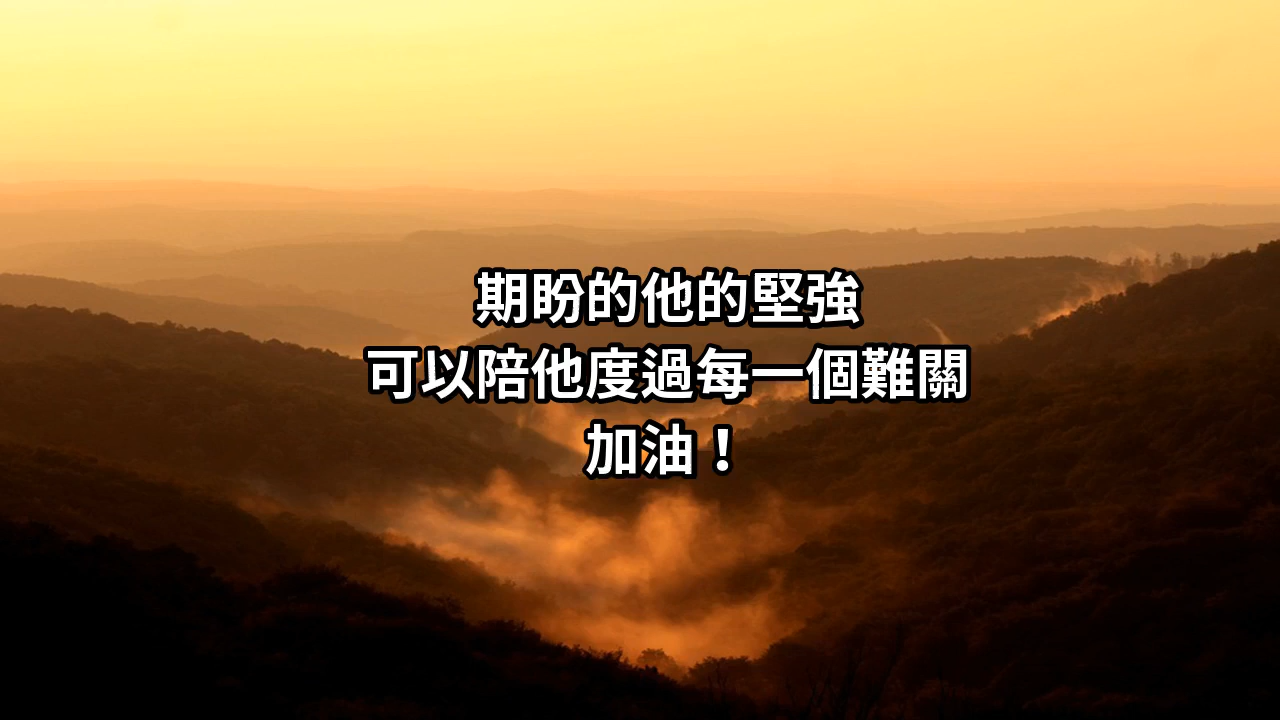 期盼的他的堅強
可以陪他度過每一個難關
加油！